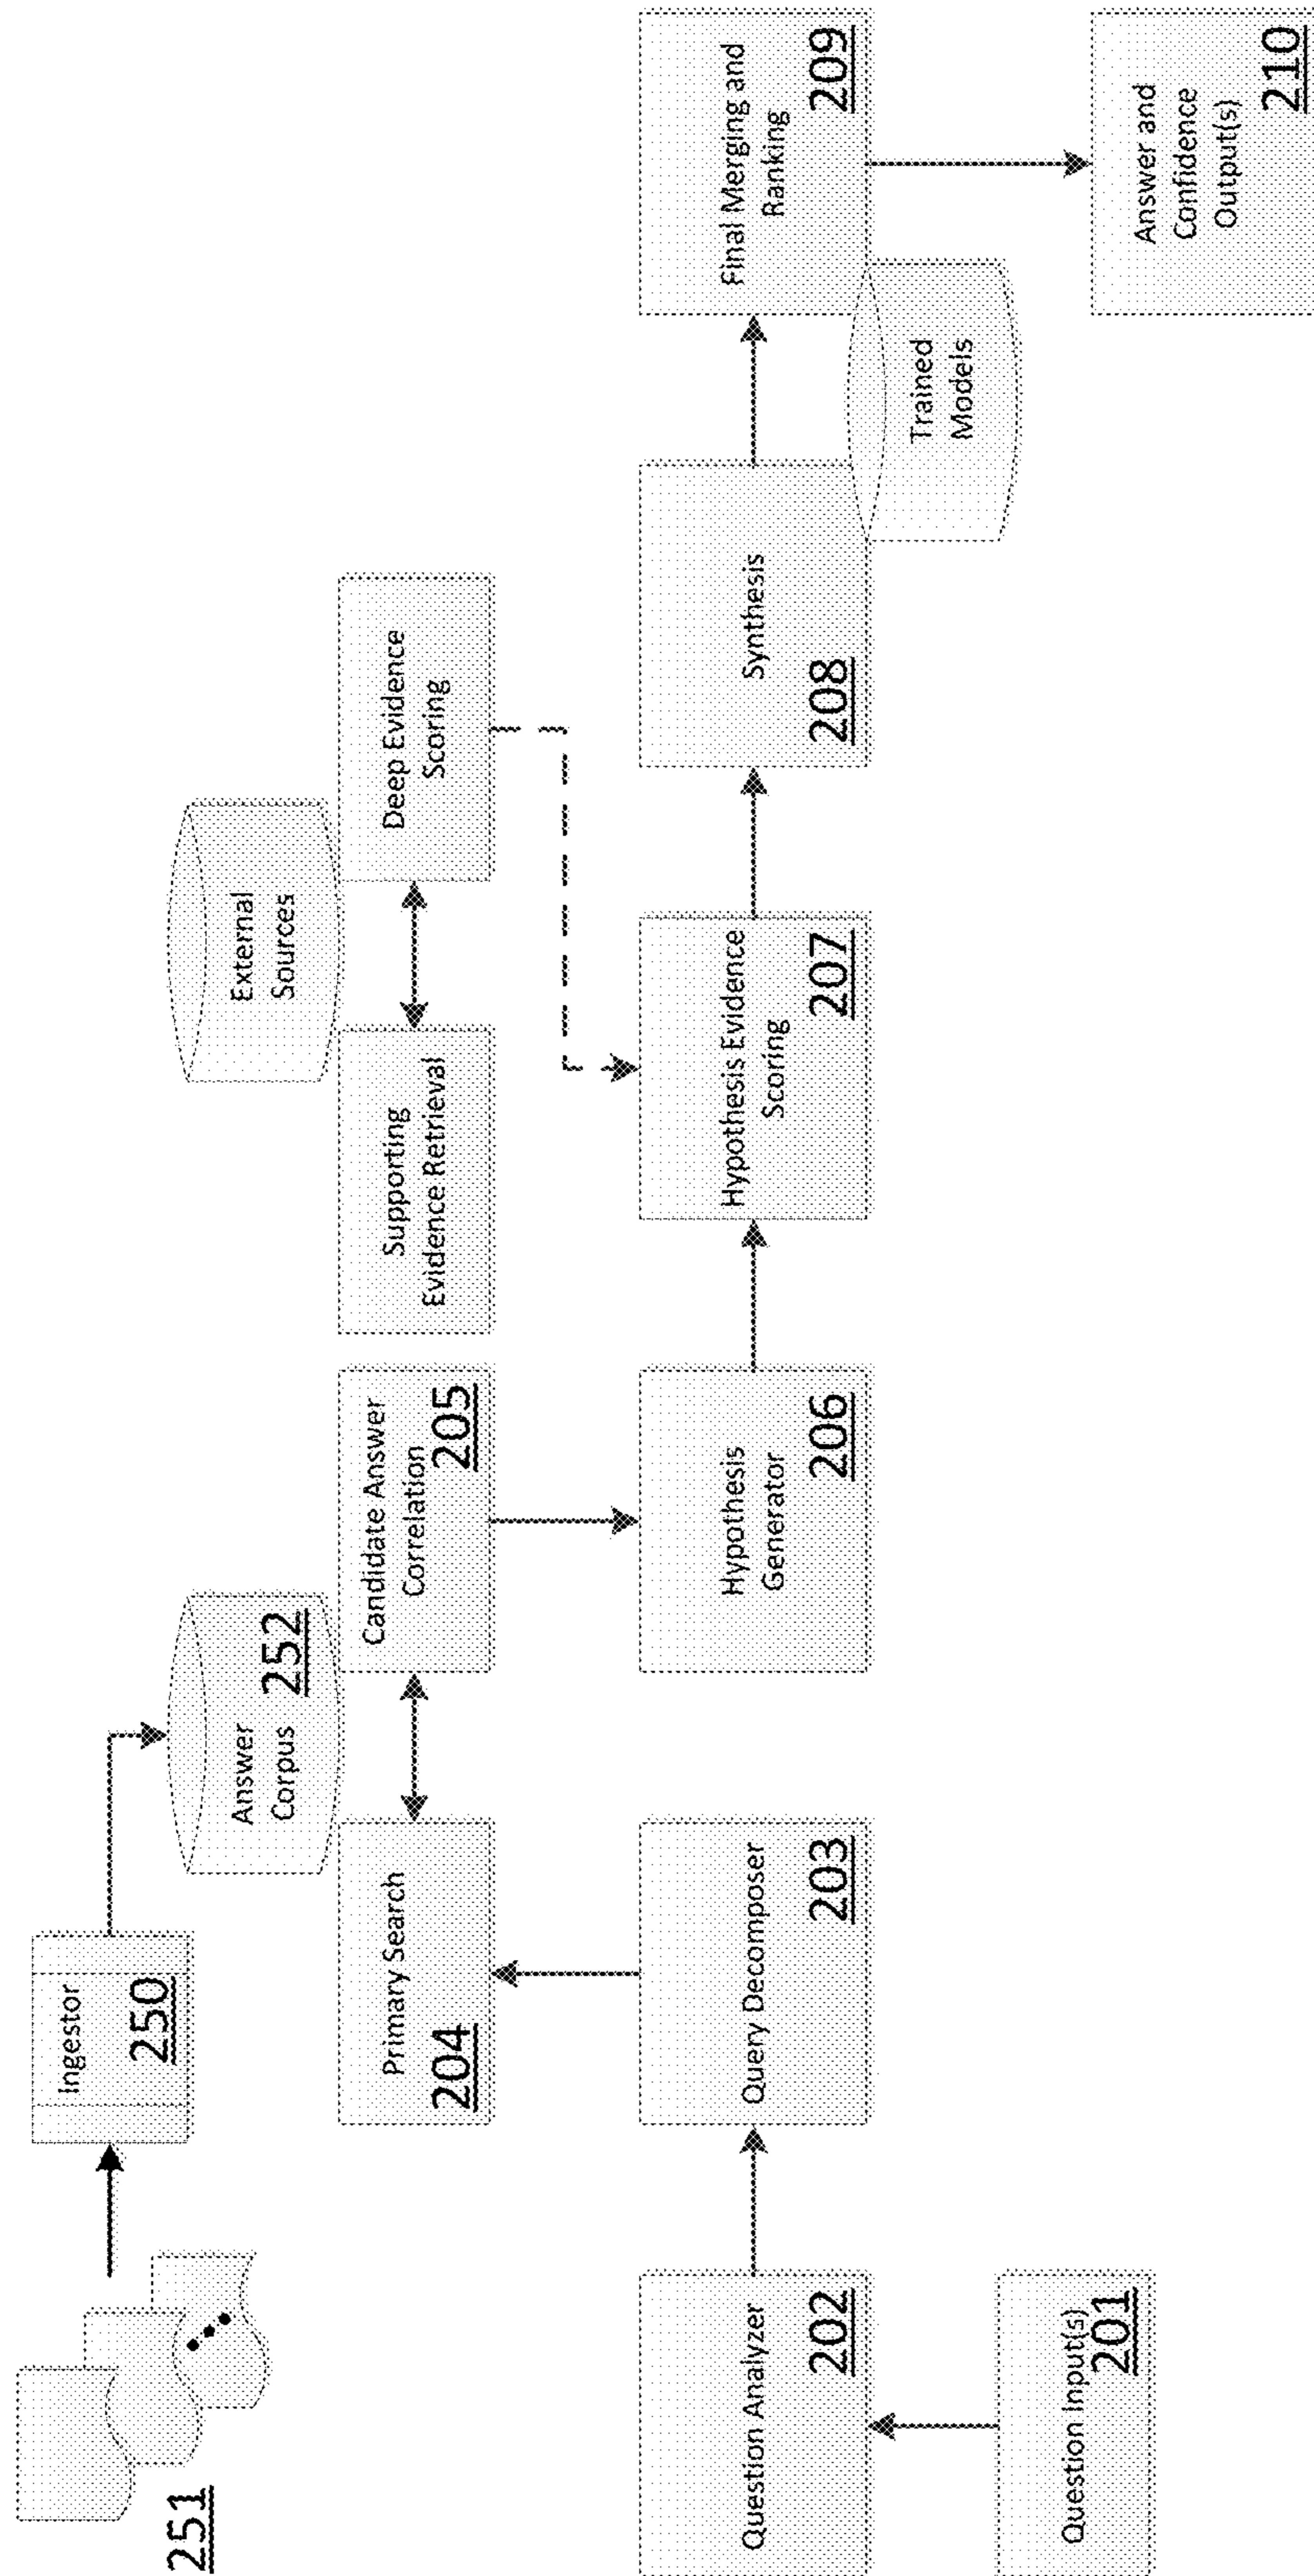 251
Ingestor
250
Answer
Corpus
252
External
Sources
Primary Search
204
Candidate Answer
Correlation
205
Supporting
Evidence Retrieval
Deep Evidence
Scoring
Question Analyzer
202
Query Decomposer
203
Hypothesis
Generator
206
Hypothesis Evidence
Scoring
207
Synthesis
208
Final Merging and
Ranking
209
Trained
Models
Question Input(s)
201
Answer and
Confidence
Output(s)
210